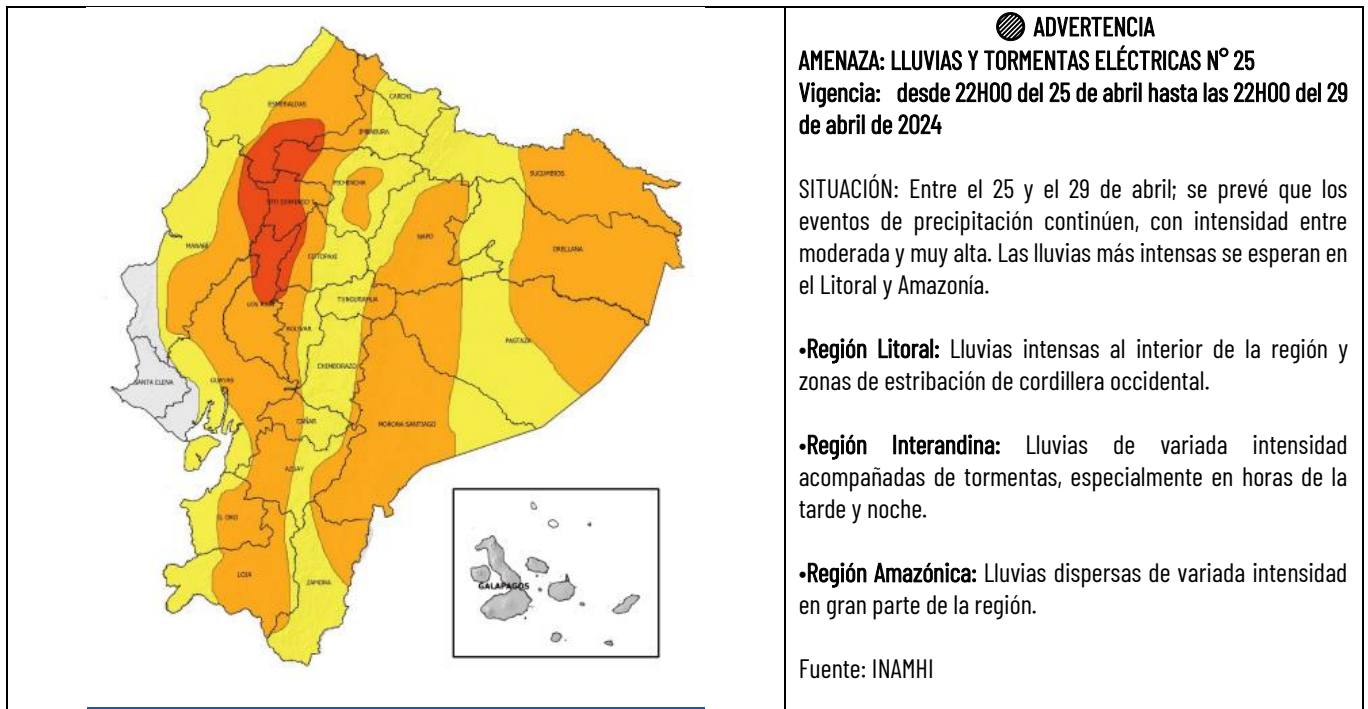 ESMERALDAS
CARCHI
IMBABURA
SUCUMBIOS
PICHINCHA
STO DOMINGO
NAPO
ORELLANA
MANABI
COTOPAXI
LOS RIOS
TUNGURAHUA
BOLIVAR
PASTAZA
CHIMBORAZO
SANTA ELENA
GUAYAS
CAÑAR
MORONA SANTIAGO
AZUAY
EL ORO
LOJA
ZAMORA
GALAPAGOS
ADVERTENCIA
AMENAZA: LLUVIAS Y TORMENTAS ELÉCTRICAS N° 25
Vigencia: desde 22H00 del 25 de abril hasta las 22H00 del 29
de abril de 2024
SITUACIÓN: Entre el 25 y el 29 de abril; se prevé que los
eventos de precipitación continúen, con intensidad entre
moderada y muy alta. Las lluvias más intensas se esperan en
el Litoral y Amazonía.
•Región Litoral: Lluvias intensas al interior de la región y
zonas de estribación de cordillera occidental.
•Región Interandina: Lluvias de variada intensidad
acompañadas de tormentas, especialmente en horas de la
tarde y noche.
•Región Amazónica: Lluvias dispersas de variada intensidad
en gran parte de la región.
Fuente: INAMHI